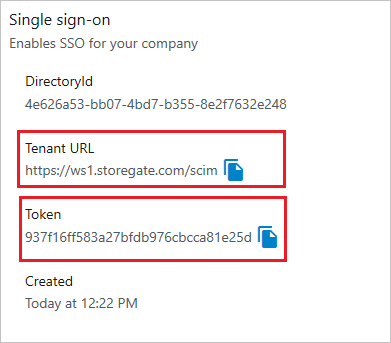 Single sign-on
Enables SSO for your company
DirectoryId
4e626a53-bb07-4bd7-b355-8e2f7632e248
Tenant URL
https://ws1.storegate.com/scim
Token
937f16ff583a27bfdb976cbcca81e25d
Created
Today at 12:22 PM